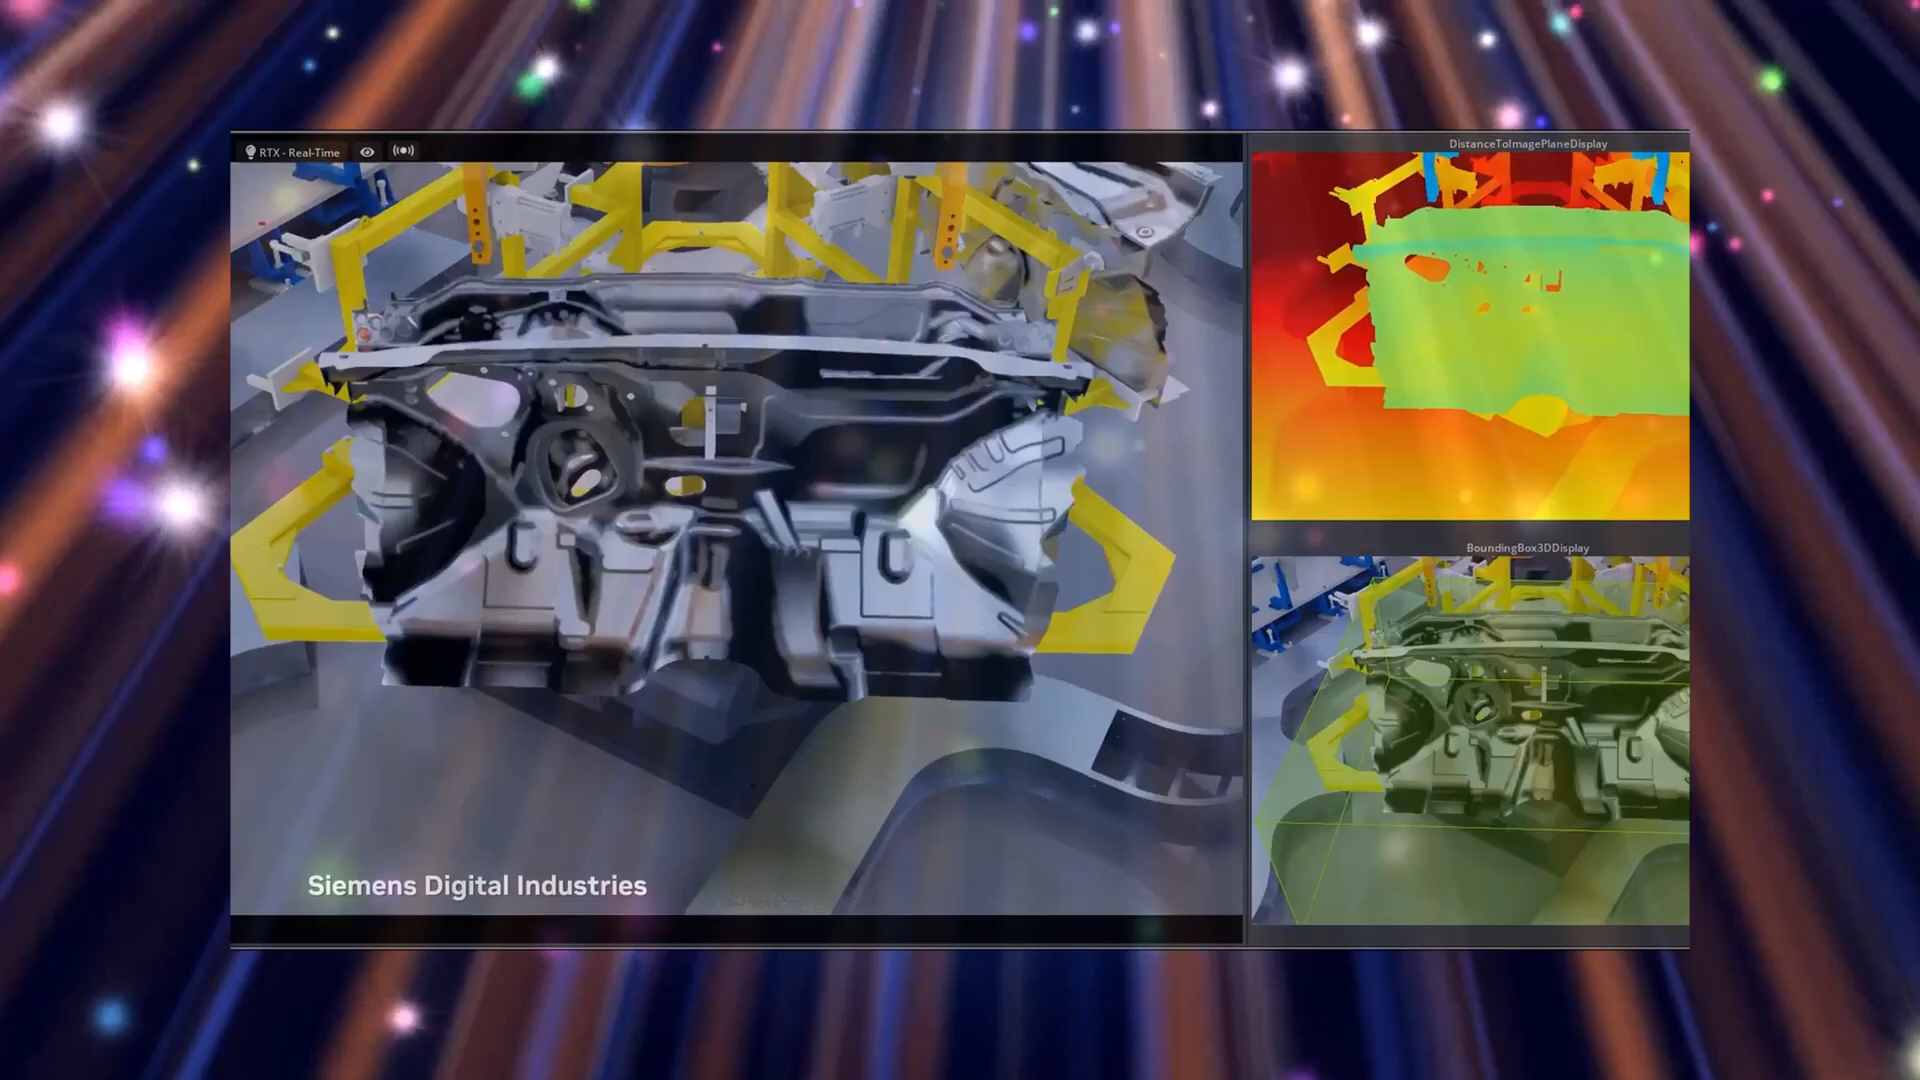 RTX - Real-Time
DistanceToImagePlaneDisplay
BoundingBox3DDisplay
Siemens Digital Industries